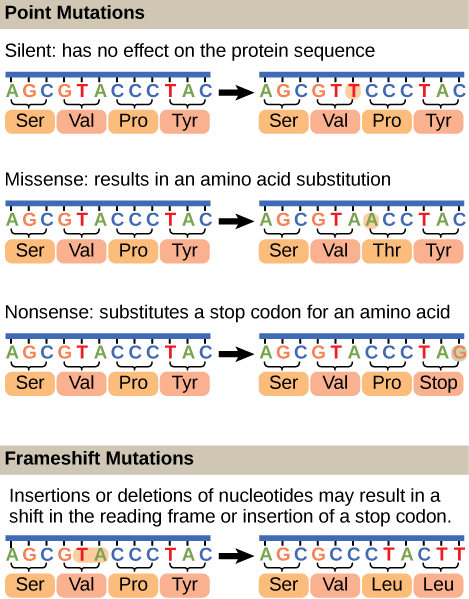 Point Mutations
Silent: has no effect on the protein sequence
AGCGTACCCTAC AGCGTTCCCTAC
Ser Val Pro Tyr Ser Val Pro Tyr
Missense: results in an amino acid substitution
AGCGTACCCTAC AGCGTAACCTAC
Ser Val Pro Tyr Ser Val Thr Tyr
Nonsense: substitutes a stop codon for an amino acid
AGCGTACCCTAC AGCGTACCCTAG
Ser Val Pro Tyr Ser Val Pro Stop
Frameshift Mutations
Insertions or deletions of nucleotides may result in a
shift in the reading frame or insertion of a stop codon.
AGCGTACCCTAC AGCGCCCTACTT
Ser Val Pro Tyr Ser Val Leu Leu